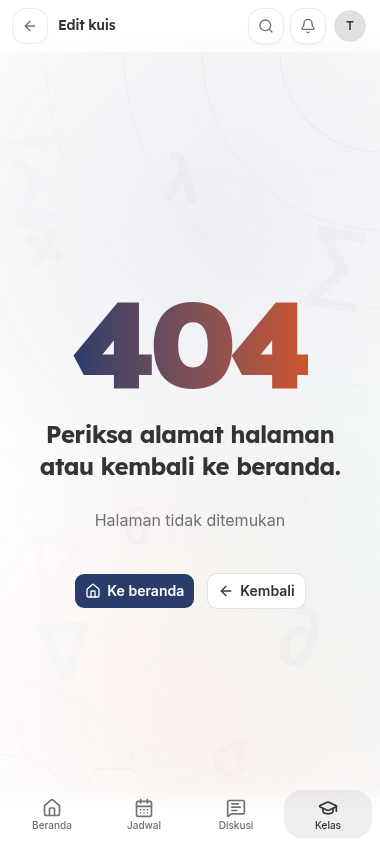 Edit kuis
T
404
Periksa alamat halaman
atau kembali ke beranda.
Halaman tidak ditemukan
Ke beranda
Kembali
Beranda
Jadwal
Diskusi
Kelas